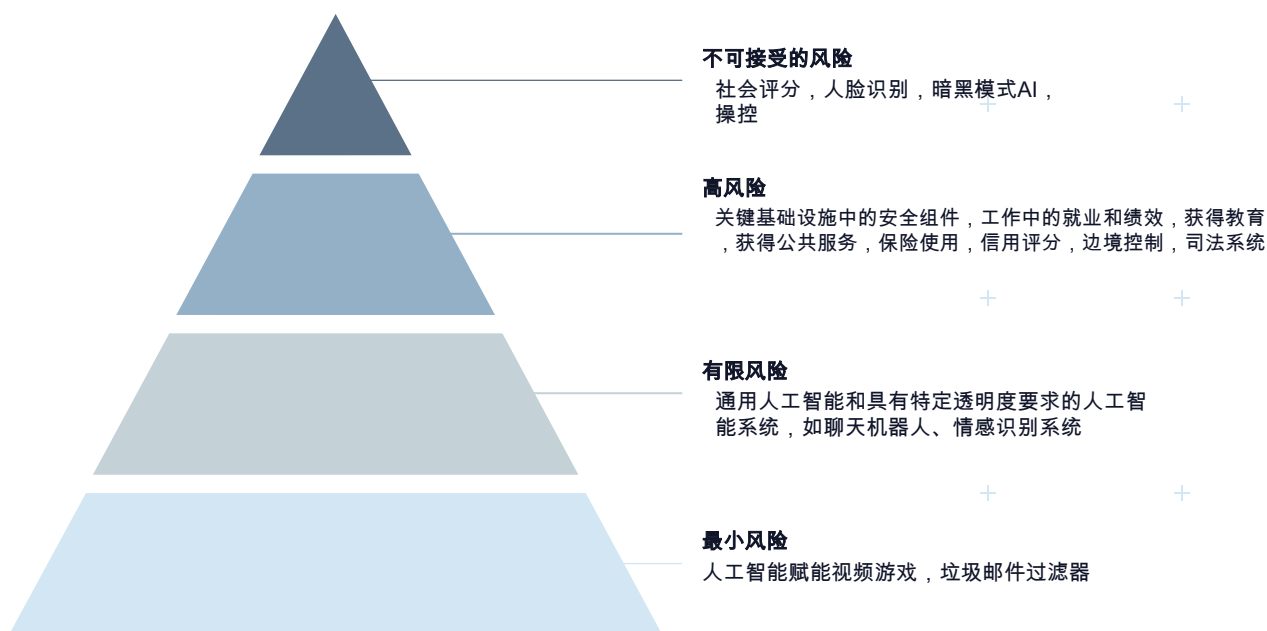 不可接受的风险
社会评分，人脸识别，暗黑模式AI，
操控
高风险
关键基础设施中的安全组件，工作中的就业和绩效，获得教育
，获得公共服务，保险使用，信用评分，边境控制，司法系统
有限风险
通用人工智能和具有特定透明度要求的人工智
能系统，如聊天机器人、情感识别系统
最小风险
人工智能赋能视频游戏，垃圾邮件过滤器